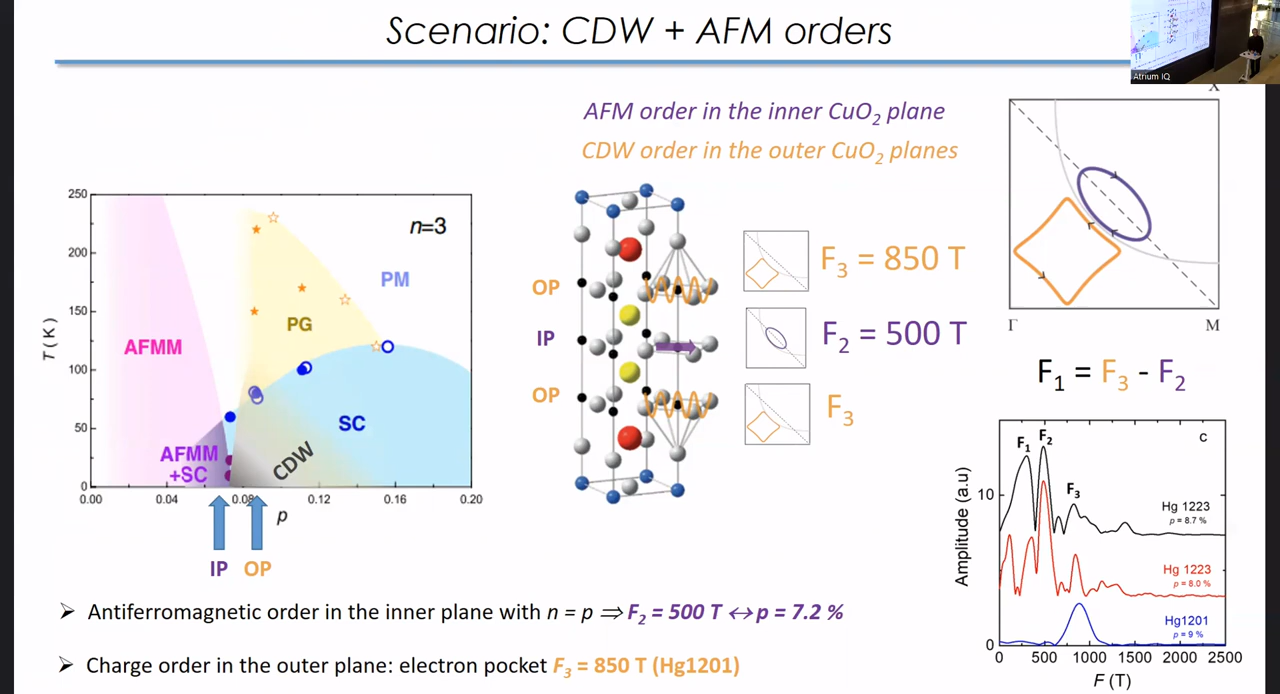 Scenario: CDW + AFM orders
Atrium IQ
AFM order in the inner CuO₂ plane
CDW order in the outer CuO₂ planes
250
200
150
100
50
0
T (K)
n=3
AFMM
PG
PM
SC
CDW
AFMM
+SC
0.00 0.04 0.08 0.12 0.16 0.20
p
IP OP
OP
IP
OP
F₃ = 850 T
F₂ = 500 T
F₃
X
Γ M
F₁ = F₃ - F₂
C
F₁ F₂
F₃
Amplitude (a.u)
10
0
Hg 1223
p = 8.7 %
Hg 1223
p = 8.0 %
Hg1201
p = 9 %
0 500 1000 1500 2000 2500
F (T)
➢ Antiferromagnetic order in the inner plane with n = p ⇒ F₂ = 500 T ↔ p = 7.2 %
➢ Charge order in the outer plane: electron pocket F₃ = 850 T (Hg1201)